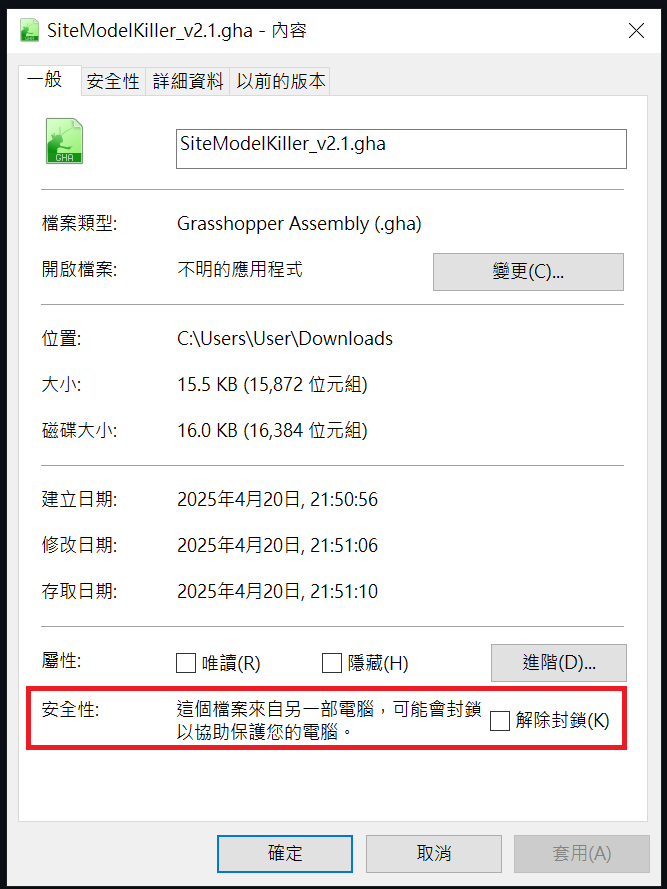 SiteModelKiller_v2.1.gha - 內容
一般 安全性 詳細資料 以前的版本
GHA
SiteModelKiller_v2.1.gha
檔案類型: Grasshopper Assembly (.gha)
開啟檔案: 不明的應用程式 變更(C)...
位置: C:\Users\User\Downloads
大小: 15.5 KB (15,872 位元組)
磁碟大小: 16.0 KB (16,384 位元組)
建立日期: 2025年4月20日, 21:50:56
修改日期: 2025年4月20日, 21:51:06
存取日期: 2025年4月20日, 21:51:10
屬性: 唯讀(R) 隱藏(H) 進階(D)...
安全性: 這個檔案來自另一部電腦，可能會封鎖
以協助保護您的電腦。 解除封鎖(K)
確定 取消 套用(A)